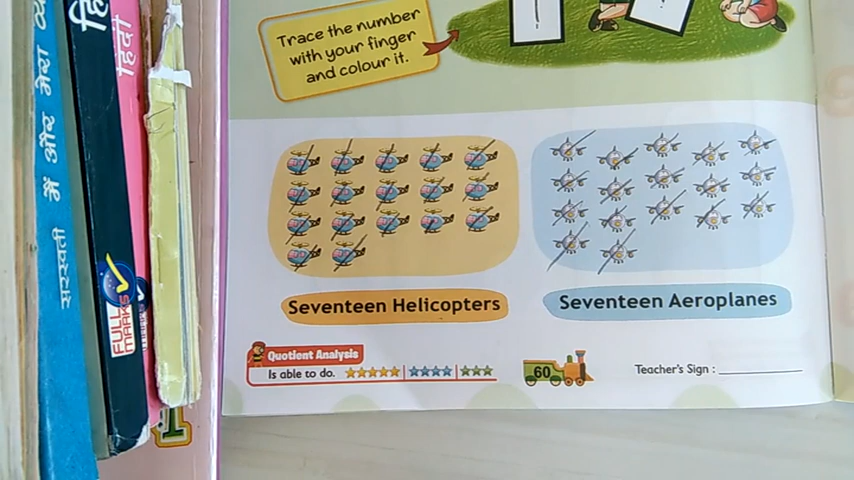 सरस्वती में और मेरा
हिंदी
FULL
MARKS
Trace the number
with your finger
and colour it.
Seventeen Helicopters
Seventeen Aeroplanes
Quotient Analysis
Is able to do.
60
Teacher's Sign :